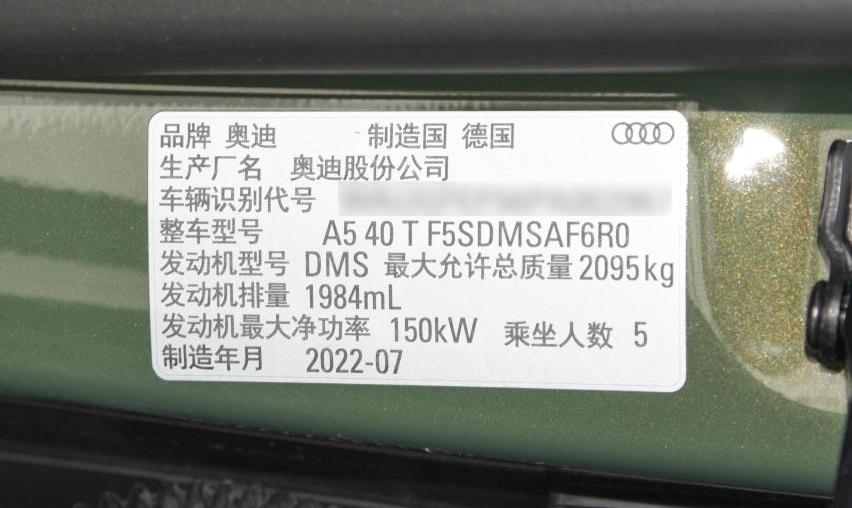 品牌 奥迪 制造国 德国
生产厂名 奥迪股份公司
车辆识别代号
整车型号 A5 40 T F5SDMSAF6R0
发动机型号 DMS 最大允许总质量 2095kg
发动机排量 1984mL
发动机最大净功率 150kW 乘坐人数 5
制造年月 2022-07